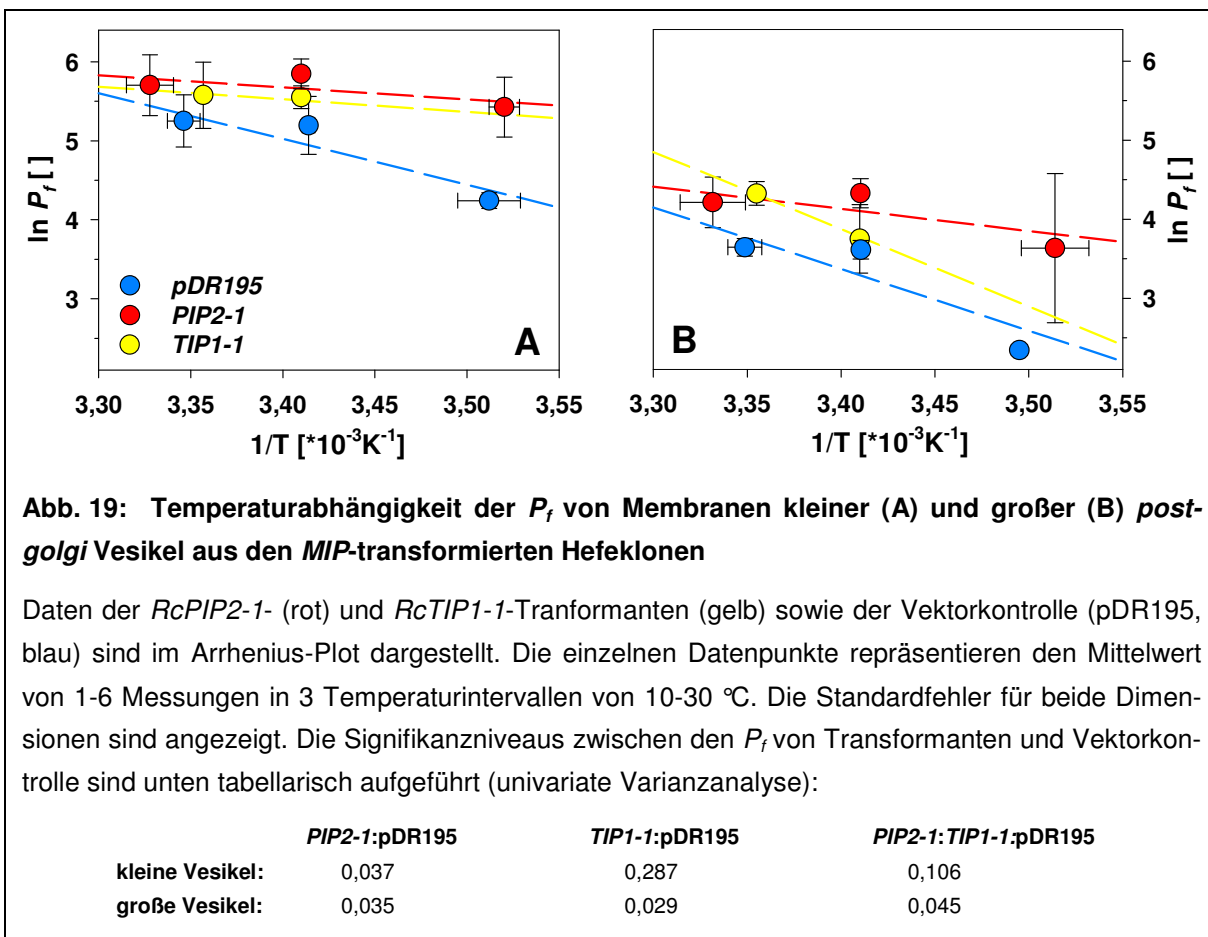 6
5
4
3
ln P_f [ ]
pDR195
PIP2-1
TIP1-1
A
3,30 3,35 3,40 3,45 3,50 3,55
1/T [*10⁻³K⁻¹]
6
5
4
3
ln P_f [ ]
B
3,30 3,35 3,40 3,45 3,50 3,55
1/T [*10⁻³K⁻¹]
Abb. 19: Temperaturabhängigkeit der P_f von Membranen kleiner (A) und großer (B) post-
golgi Vesikel aus den MIP-transformierten Hefeklonen
Daten der RcPIP2-1- (rot) und RcTIP1-1-Tranformanten (gelb) sowie der Vektorkontrolle (pDR195,
blau) sind im Arrhenius-Plot dargestellt. Die einzelnen Datenpunkte repräsentieren den Mittelwert
von 1-6 Messungen in 3 Temperaturintervallen von 10-30 °C. Die Standardfehler für beide Dimen-
sionen sind angezeigt. Die Signifikanzniveaus zwischen den P_f von Transformanten und Vektorkon-
trolle sind unten tabellarisch aufgeführt (univariate Varianzanalyse):
PIP2-1:pDR195 TIP1-1:pDR195 PIP2-1:TIP1-1:pDR195
kleine Vesikel: 0,037 0,287 0,106
große Vesikel: 0,035 0,029 0,045